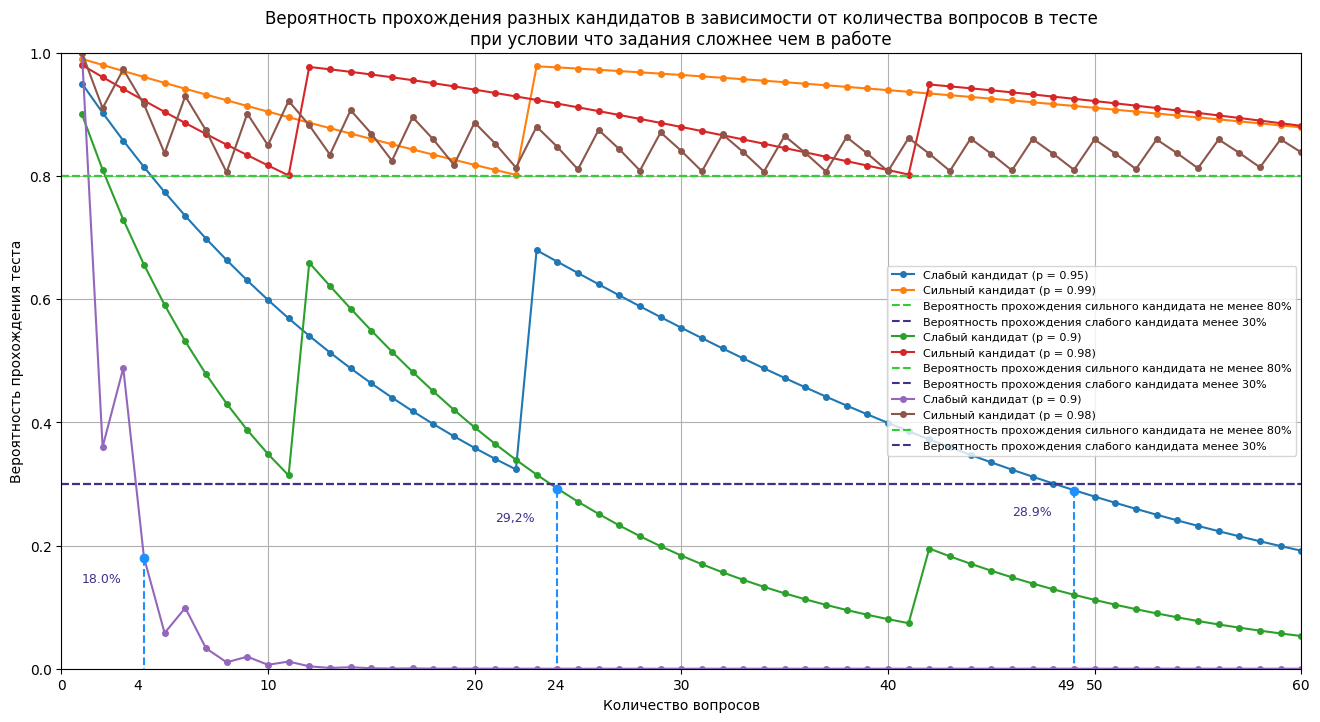 Вероятность прохождения разных кандидатов в зависимости от количества вопросов в тесте
при условии что задания сложнее чем в работе
Вероятность прохождения теста
1.0
0.8
0.6
0.4
0.2
0.0
Слабый кандидат (p = 0.95)
Сильный кандидат (p = 0.99)
Вероятность прохождения сильного кандидата не менее 80%
Вероятность прохождения слабого кандидата менее 30%
Слабый кандидат (p = 0.9)
Сильный кандидат (p = 0.98)
Вероятность прохождения сильного кандидата не менее 80%
Вероятность прохождения слабого кандидата менее 30%
Слабый кандидат (p = 0.9)
Сильный кандидат (p = 0.98)
Вероятность прохождения сильного кандидата не менее 80%
Вероятность прохождения слабого кандидата менее 30%
18.0%
29,2%
28.9%
0 4 10 20 24 30 40 49 50 60
Количество вопросов